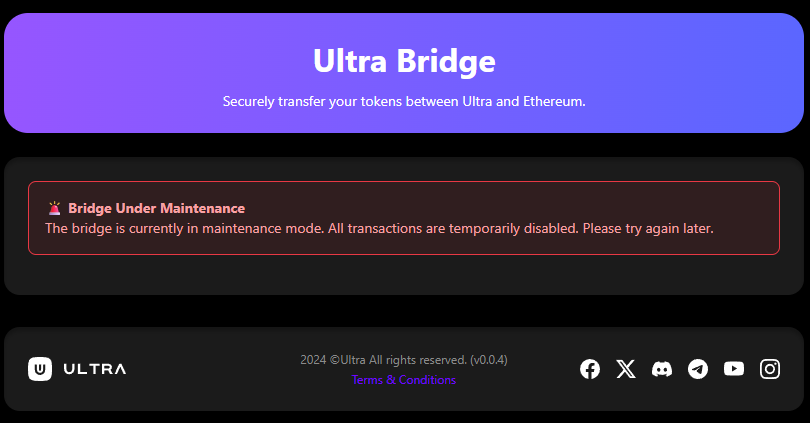 Ultra Bridge
Securely transfer your tokens between Ultra and Ethereum.
🚨 Bridge Under Maintenance
The bridge is currently in maintenance mode. All transactions are temporarily disabled. Please try again later.
ULTRA
2024 ©Ultra All rights reserved. (v0.0.4)
Terms & Conditions